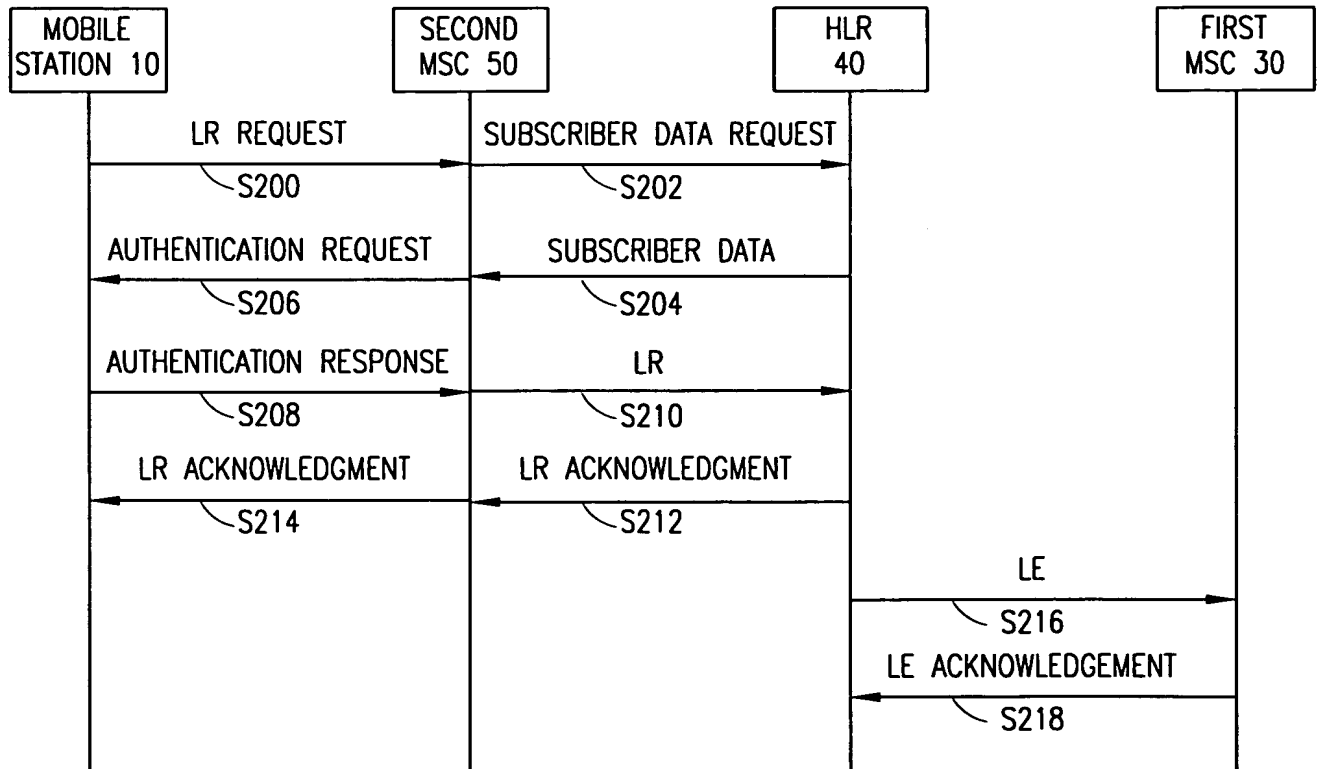 MOBILE
STATION 10
SECOND
MSC 50
HLR
40
FIRST
MSC 30
LR REQUEST
SUBSCRIBER DATA REQUEST
S200
S202
AUTHENTICATION REQUEST
SUBSCRIBER DATA
S206
S204
AUTHENTICATION RESPONSE
LR
S208
S210
LR ACKNOWLEDGMENT
LR ACKNOWLEDGMENT
S214
S212
LE
S216
LE ACKNOWLEDGEMENT
S218